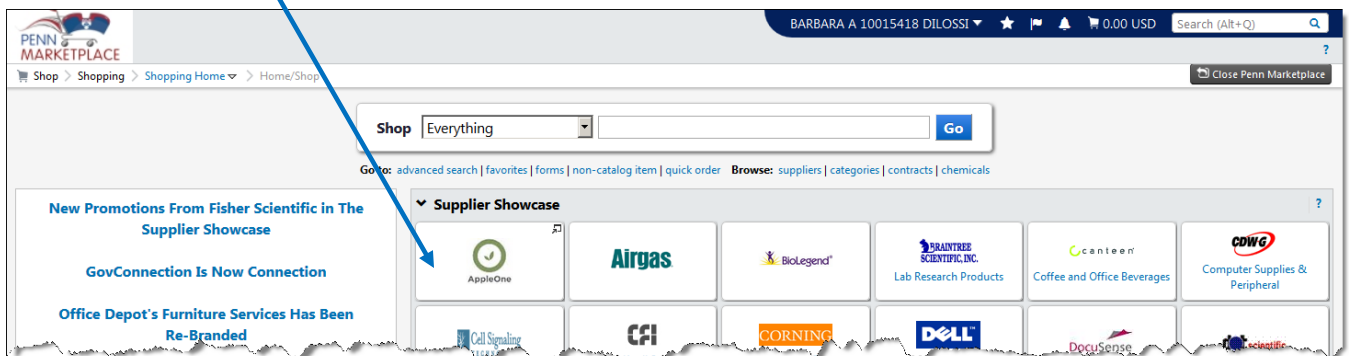 PENN
MARKETPLACE
BARBARA A 10015418 DILOSSI
0.00 USD
Search (Alt+Q)
?
Shop > Shopping > Shopping Home > Home/Shop
Close Penn Marketplace
Shop Everything Go
Go to: advanced search | favorites | forms | non-catalog item | quick order Browse: suppliers | categories | contracts | chemicals
New Promotions From Fisher Scientific in The
Supplier Showcase
GovConnection Is Now Connection
Office Depot's Furniture Services Has Been
Re-Branded
Supplier Showcase ?
AppleOne
Airgas
BioLegend
BRAINTREE
SCIENTIFIC, INC.
Lab Research Products
canteen
Coffee and Office Beverages
CDWG
Computer Supplies &
Peripheral
Cell Signaling
CFI
CORNING
DELL
DocuSense
scientific